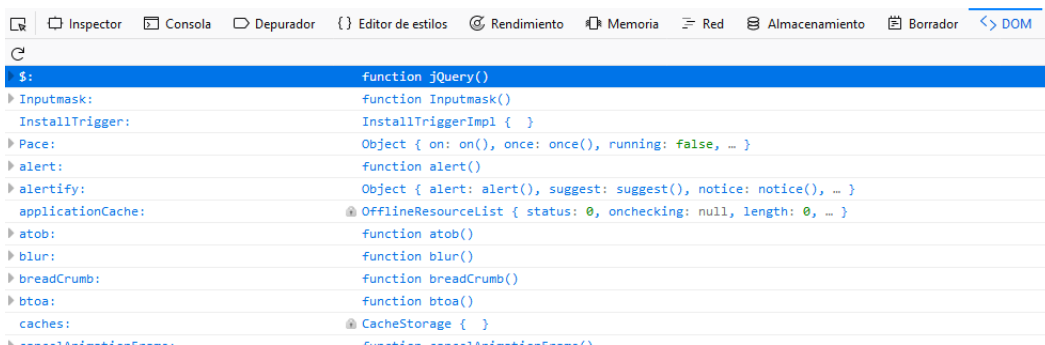 Inspector Consola Depurador { } Editor de estilos Rendimiento Memoria Red Almacenamiento Borrador DOM
$: function jQuery()
Inputmask: function Inputmask()
InstallTrigger: InstallTriggerImpl { }
Pace: Object { on: on(), once: once(), running: false, … }
alert: function alert()
alertify: Object { alert: alert(), suggest: suggest(), notice: notice(), … }
applicationCache: OfflineResourceList { status: 0, onchecking: null, length: 0, … }
atob: function atob()
blur: function blur()
breadCrumb: function breadCrumb()
btoa: function btoa()
caches: CacheStorage { }
cancelAnimationFrame: function cancelAnimationFrame()